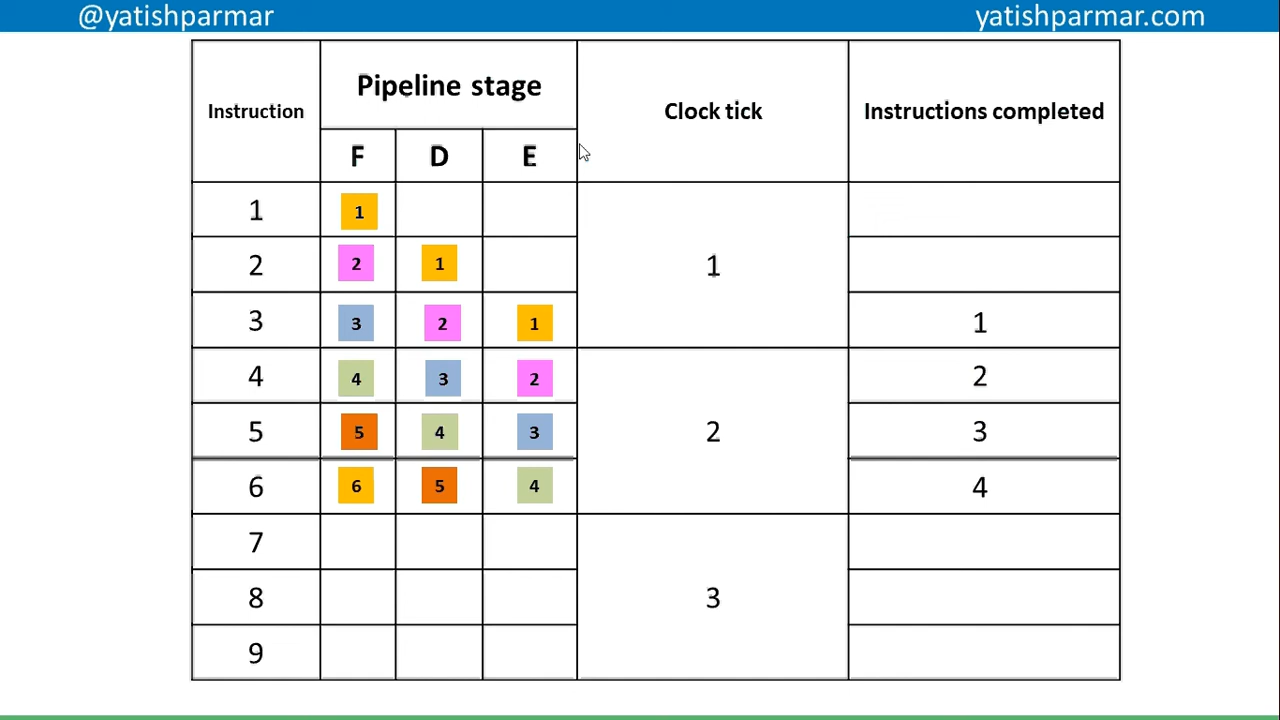 @yatishparmar yatishparmar.com
Instruction Pipeline stage Clock tick Instructions completed
F D E
1 1
2 2 1 1
3 3 2 1 1
4 4 3 2 2
5 5 4 3 2 3
6 6 5 4 4
7
8 3
9